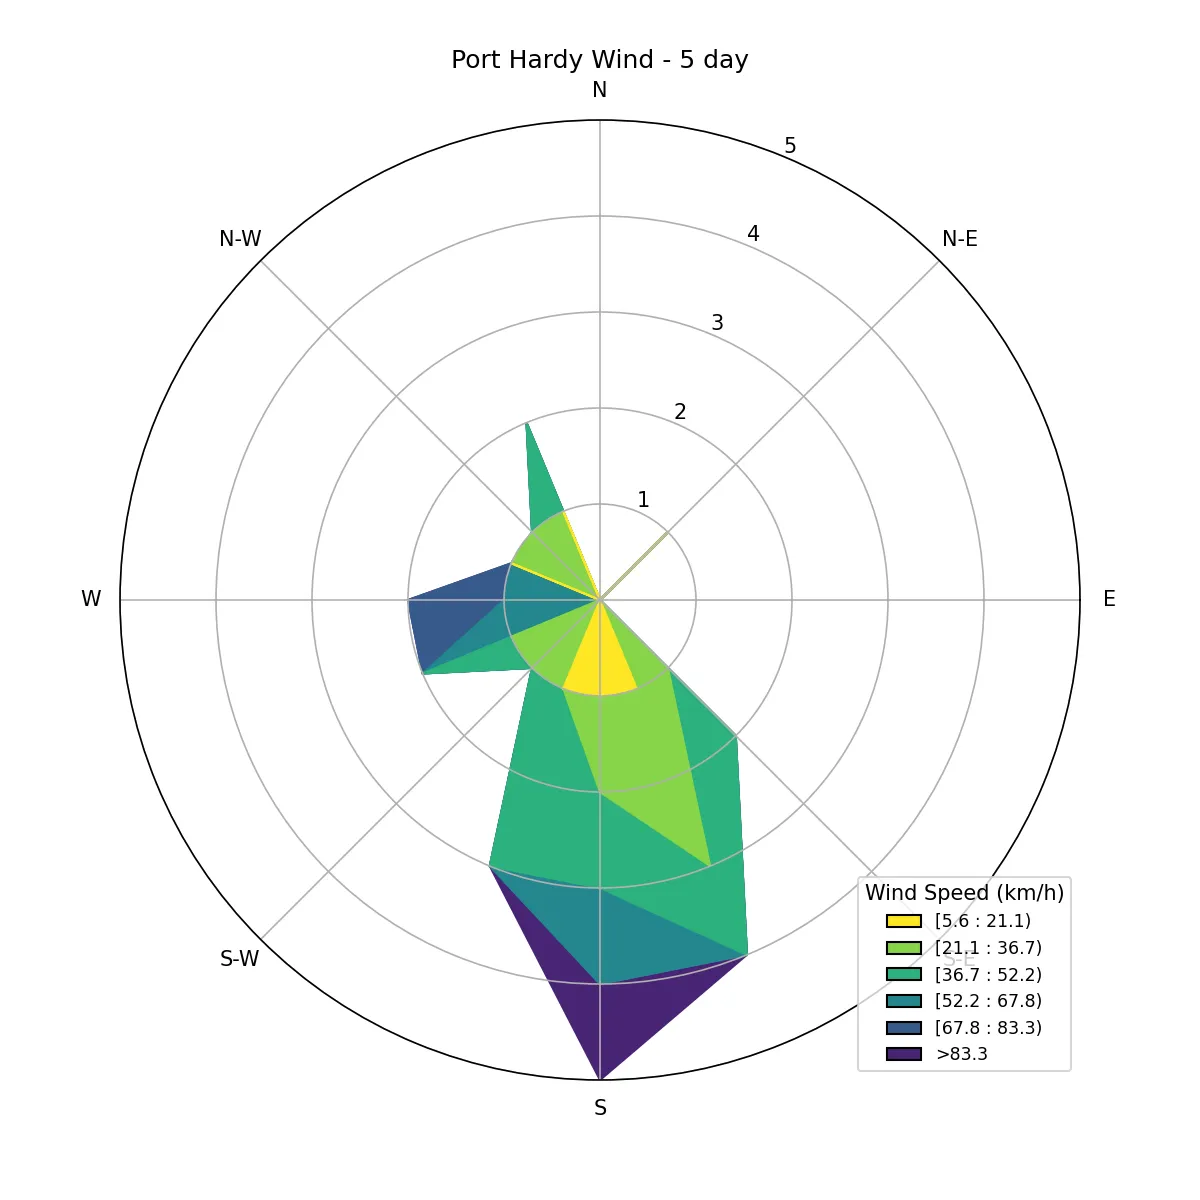 Port Hardy Wind - 5 day
N
5
N-W
4
N-E
3
2
1
W
E
Wind Speed (km/h)
[5.6 : 21.1)
[21.1 : 36.7)
[36.7 : 52.2)
[52.2 : 67.8)
[67.8 : 83.3)
>83.3
S-W
S-E
S